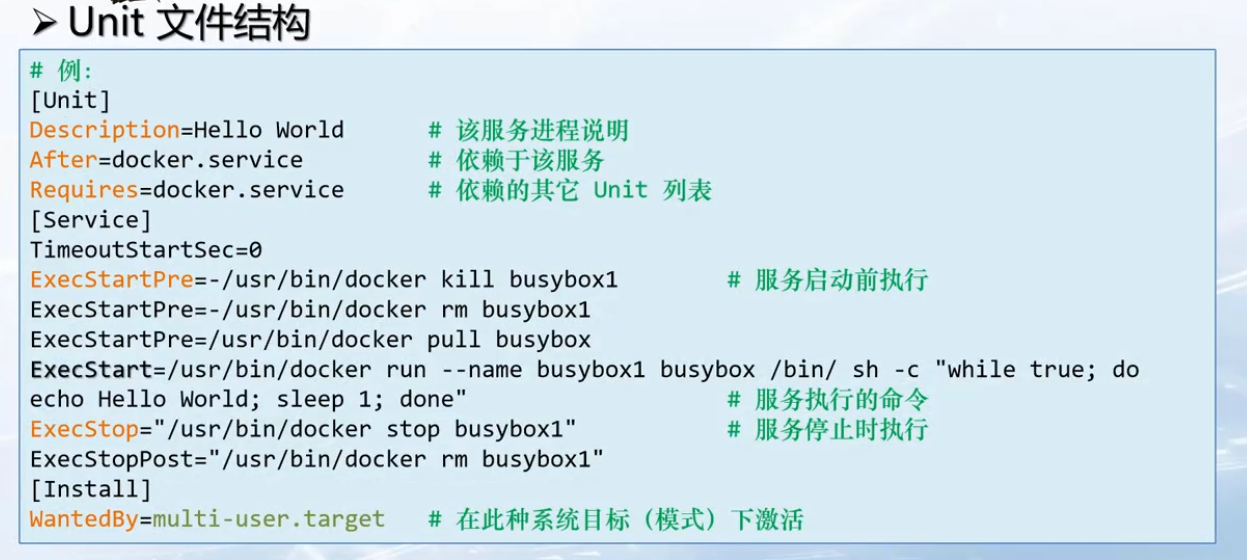 ➢ Unit 文件结构
# 例:
[Unit]
Description=Hello World # 该服务进程说明
After=docker.service # 依赖于该服务
Requires=docker.service # 依赖的其它 Unit 列表
[Service]
TimeoutStartSec=0
ExecStartPre=-/usr/bin/docker kill busybox1 # 服务启动前执行
ExecStartPre=-/usr/bin/docker rm busybox1
ExecStartPre=/usr/bin/docker pull busybox
ExecStart=/usr/bin/docker run --name busybox1 busybox /bin/ sh -c "while true; do
echo Hello World; sleep 1; done" # 服务执行的命令
ExecStop="/usr/bin/docker stop busybox1" # 服务停止时执行
ExecStopPost="/usr/bin/docker rm busybox1"
[Install]
WantedBy=multi-user.target # 在此种系统目标（模式）下激活